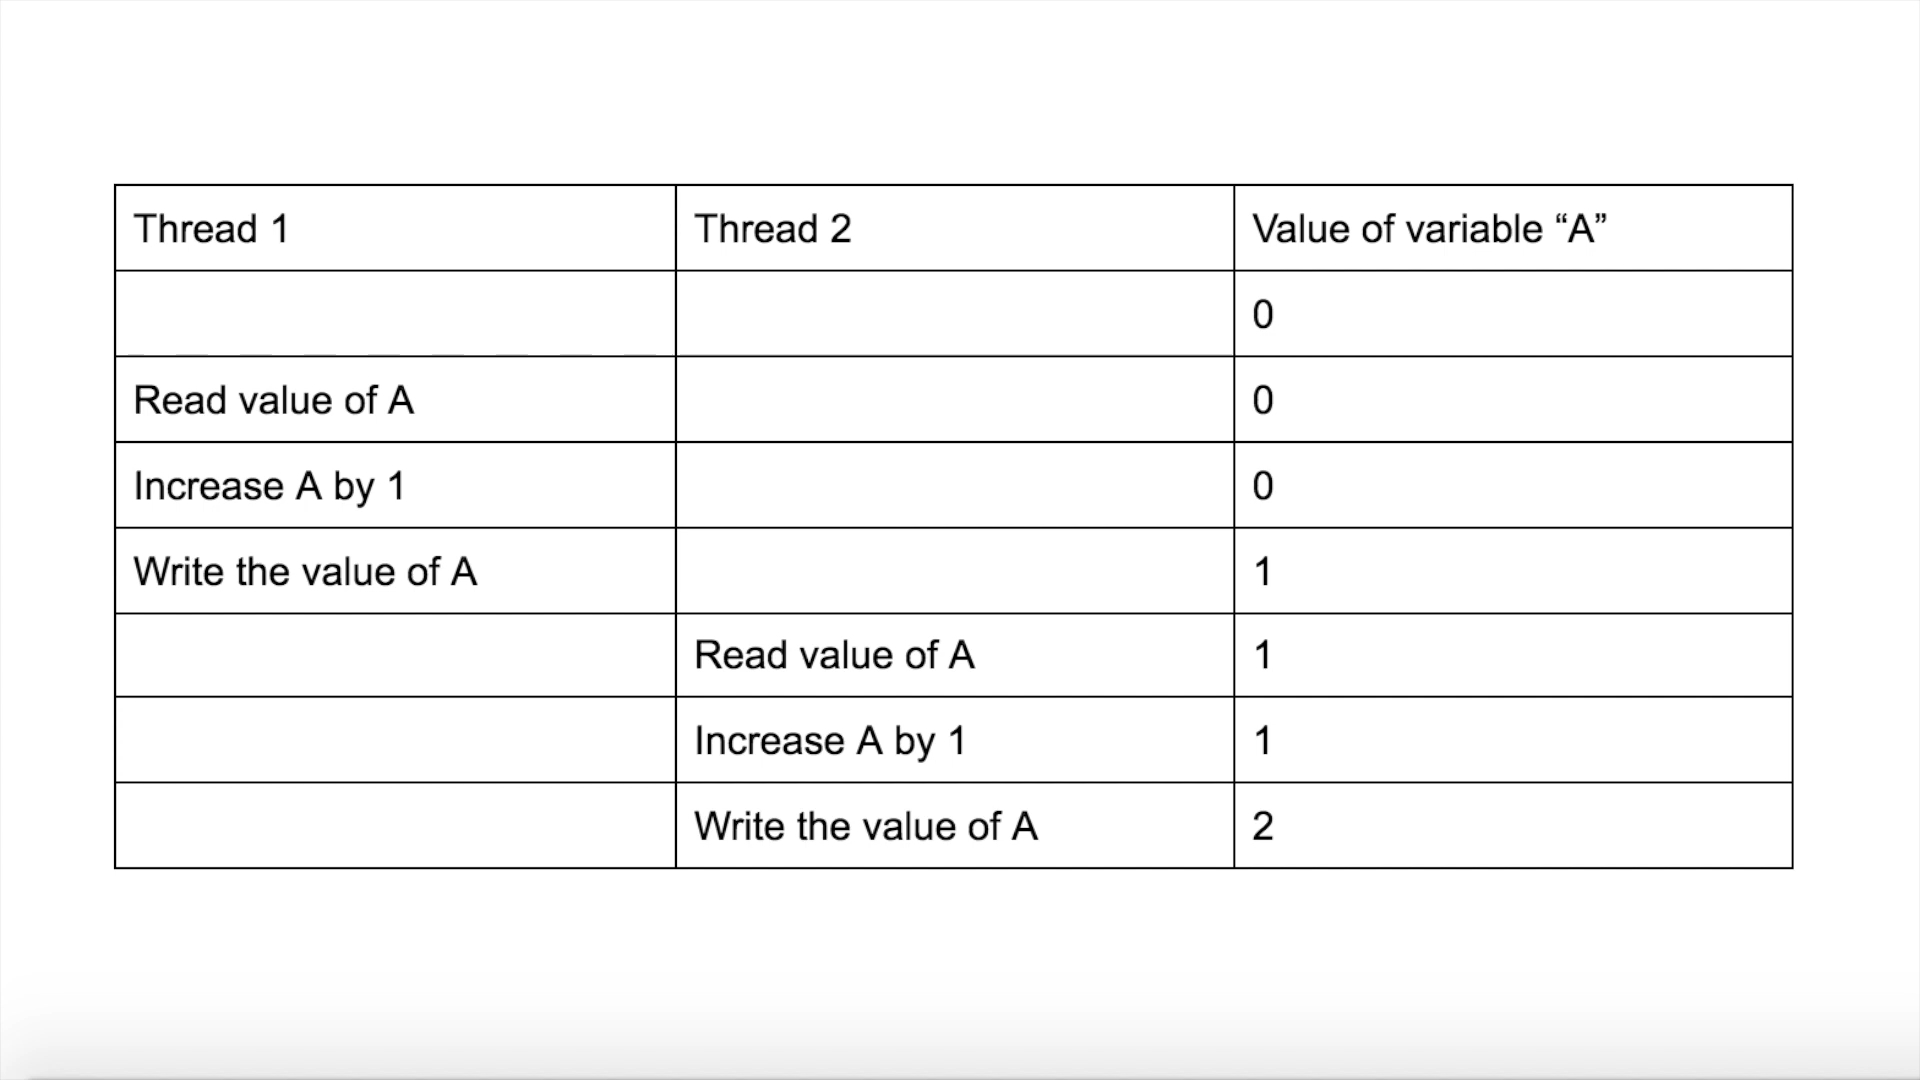 Thread 1 Thread 2 Value of variable “A”
0
Read value of A 0
Increase A by 1 0
Write the value of A 1
Read value of A 1
Increase A by 1 1
Write the value of A 2